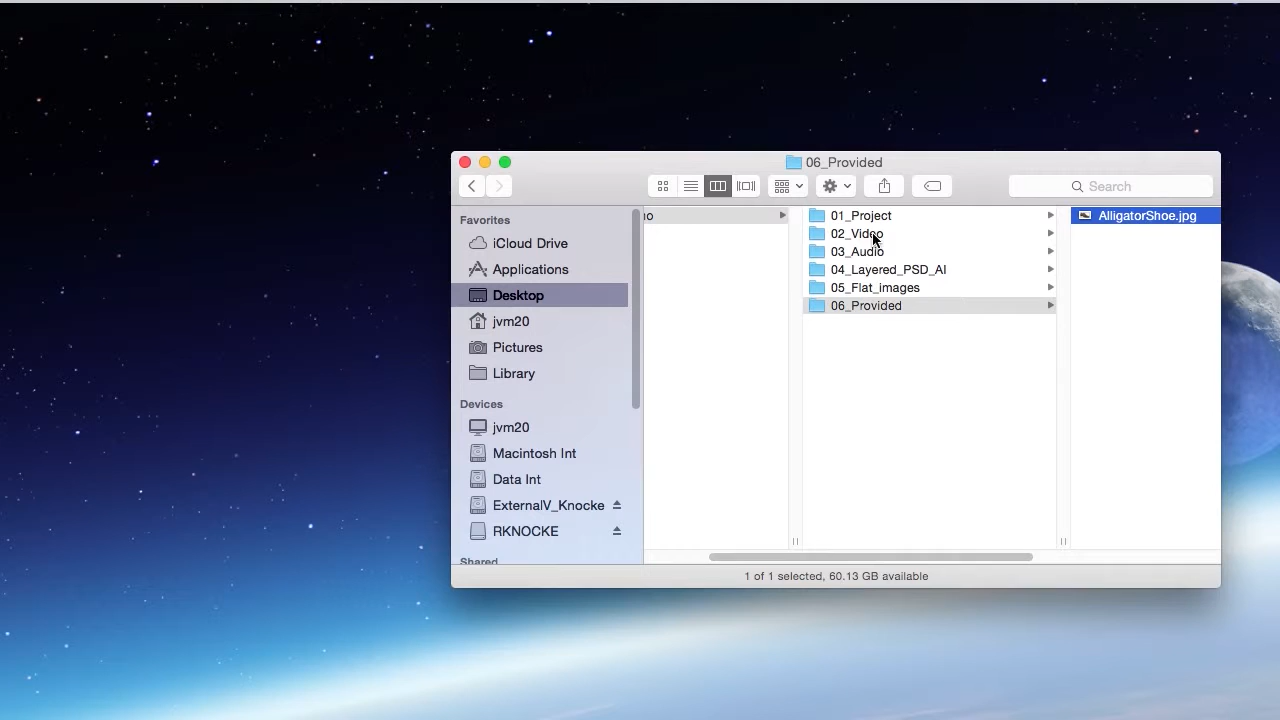 06_Provided
Search
Favorites
iCloud Drive
Applications
Desktop
jvm20
Pictures
Library
Devices
jvm20
Macintosh Int
Data Int
ExternalV_Knocke
RKNOCKE
Shared
o
01_Project
02_Video
03_Audio
04_Layered_PSD_AI
05_Flat_images
06_Provided
AlligatorShoe.jpg
1 of 1 selected, 60.13 GB available